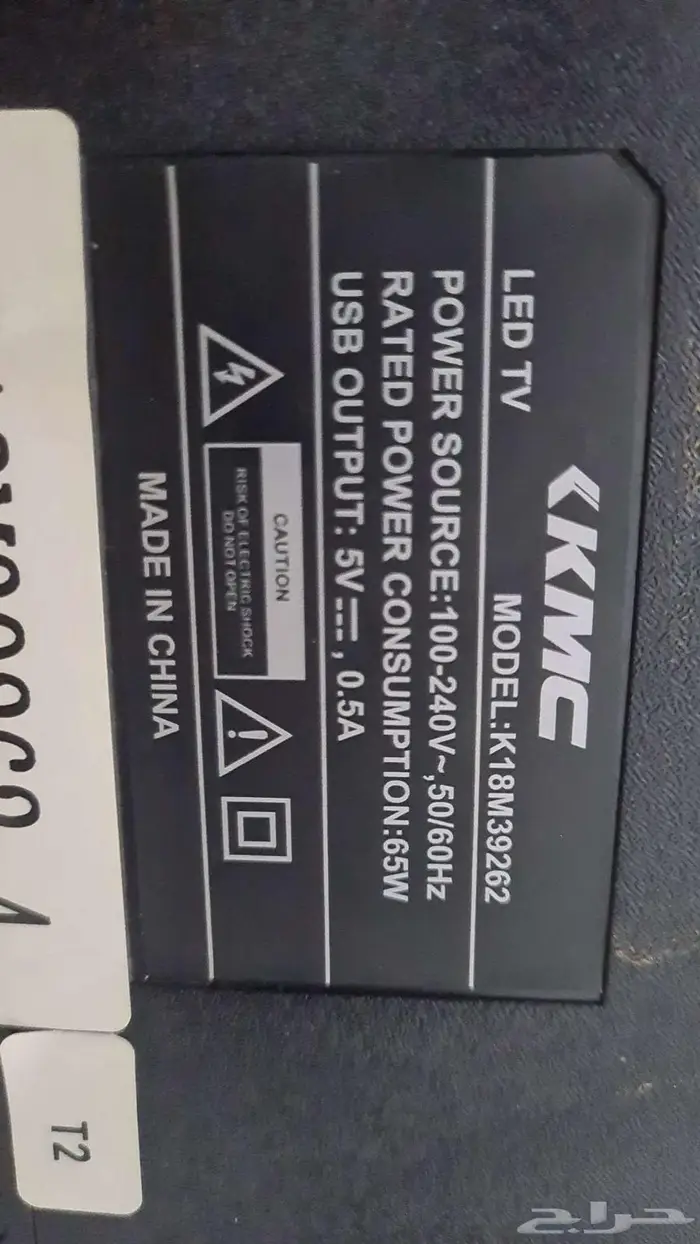 KMC
LED TV MODEL:K18M39262
POWER SOURCE:100-240V~,50/60Hz
RATED POWER CONSUMPTION:65W
USB OUTPUT: 5V⎓, 0.5A
CAUTION
RISK OF ELECTRIC SHOCK
DO NOT OPEN
MADE IN CHINA
T2
حراج